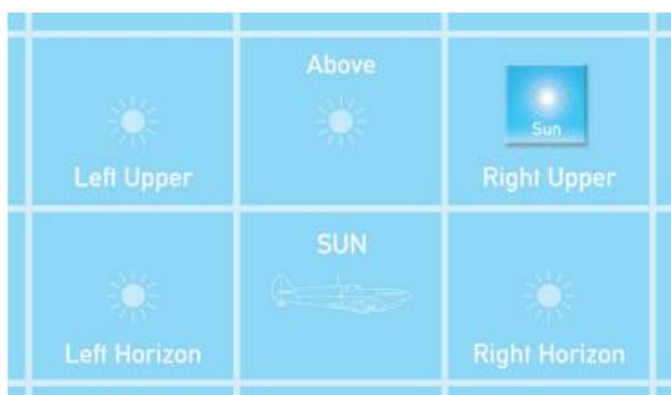 Above
Sun
Left Upper
Right Upper
SUN
Left Horizon
Right Horizon